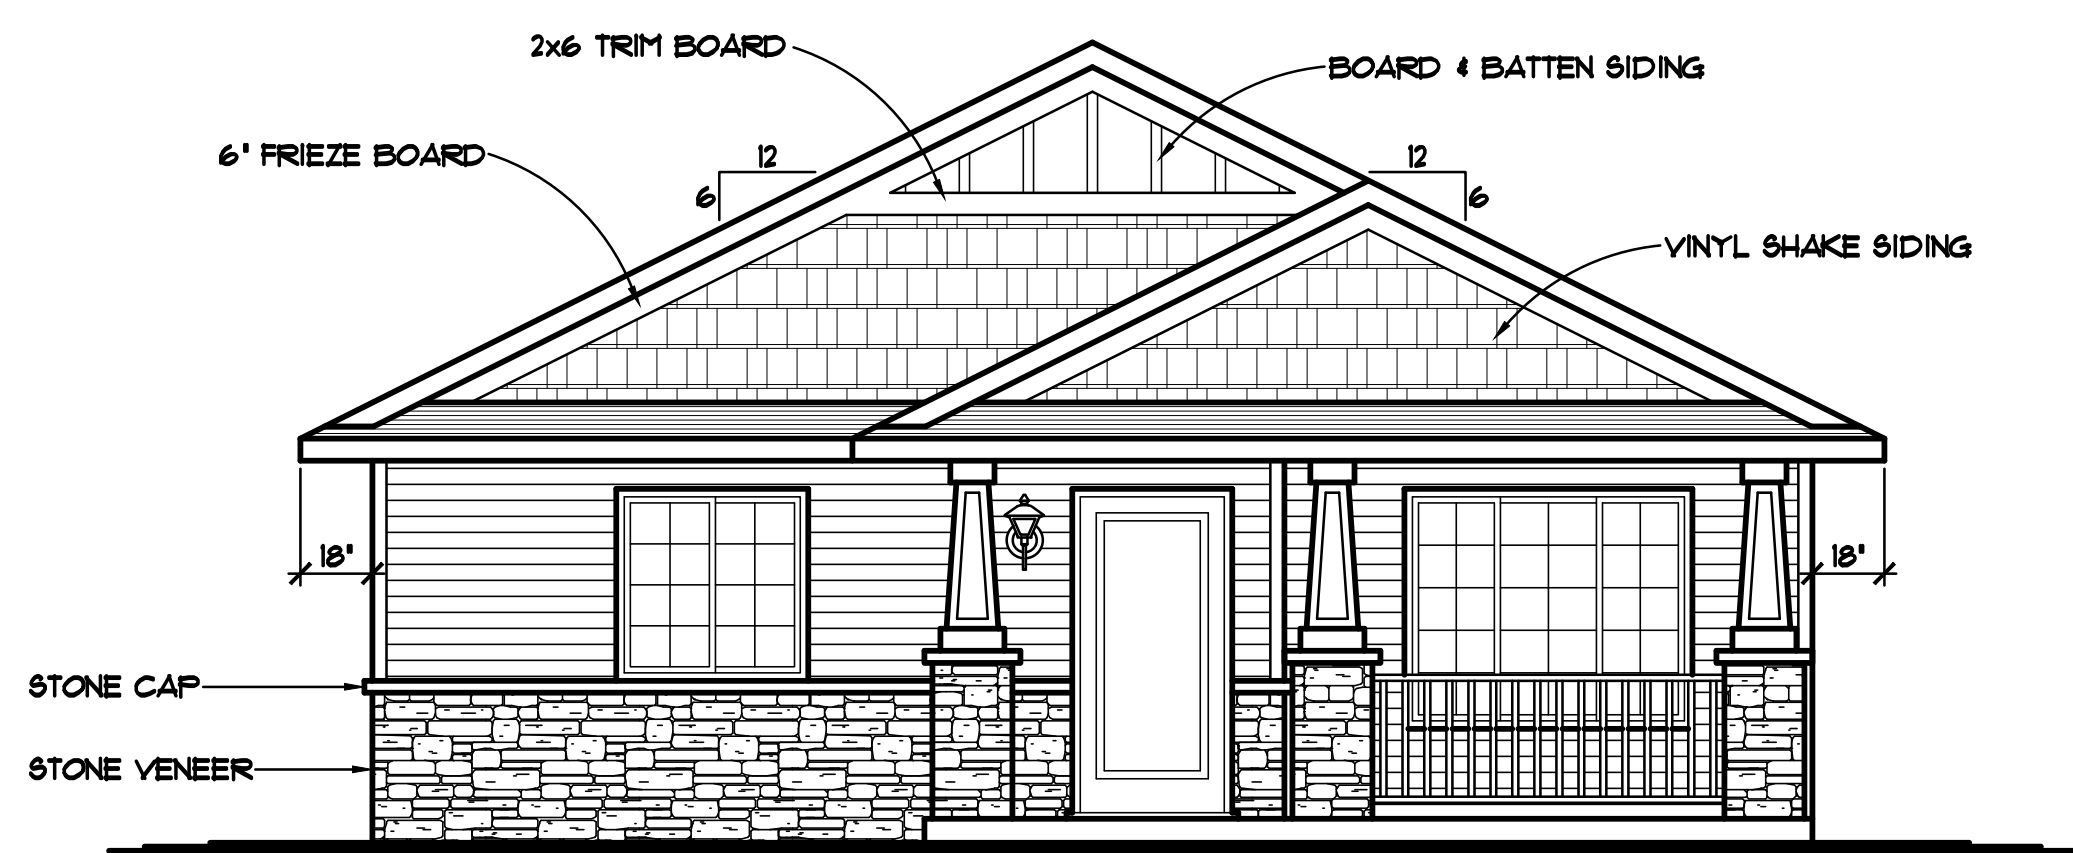 2x6 TRIM BOARD
BOARD & BATTEN SIDING
6" FRIEZE BOARD
12
6
12
6
VINYL SHAKE SIDING
18"
18"
STONE CAP
STONE VENEER